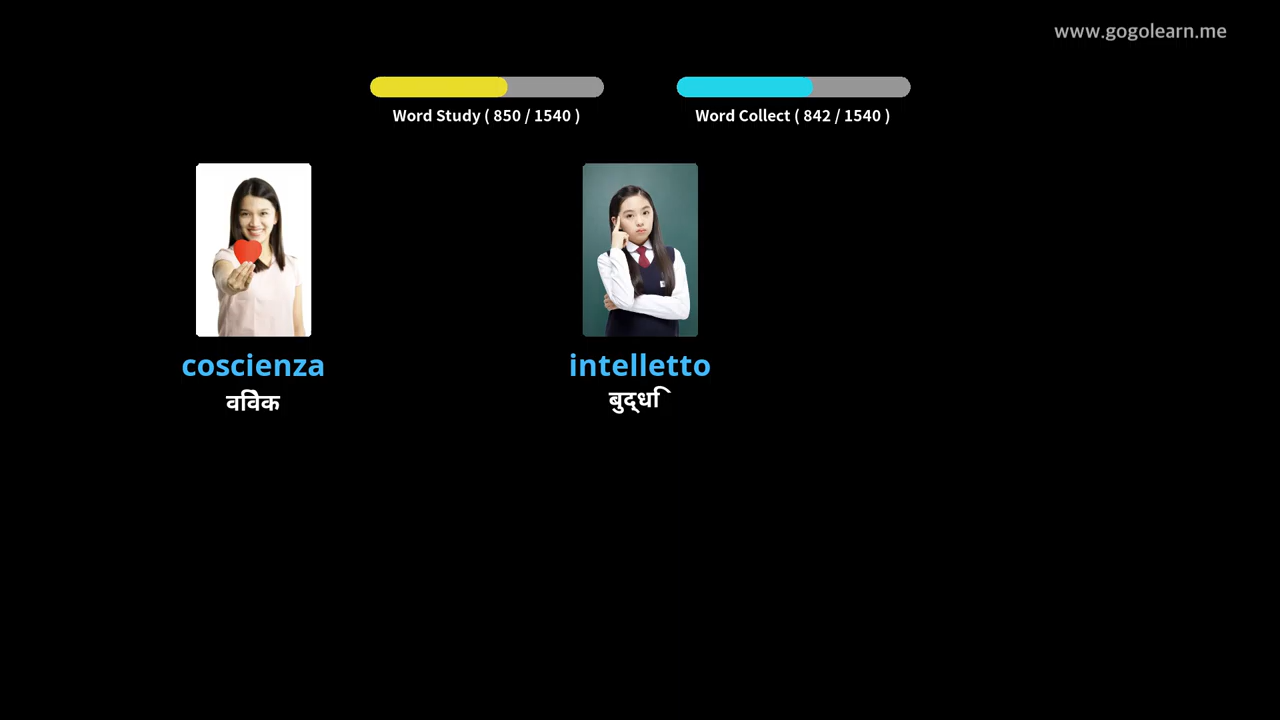 www.gogolearn.me
Word Study ( 850 / 1540 )
Word Collect ( 842 / 1540 )
coscienza
intelletto
विवेक
बुद्धि